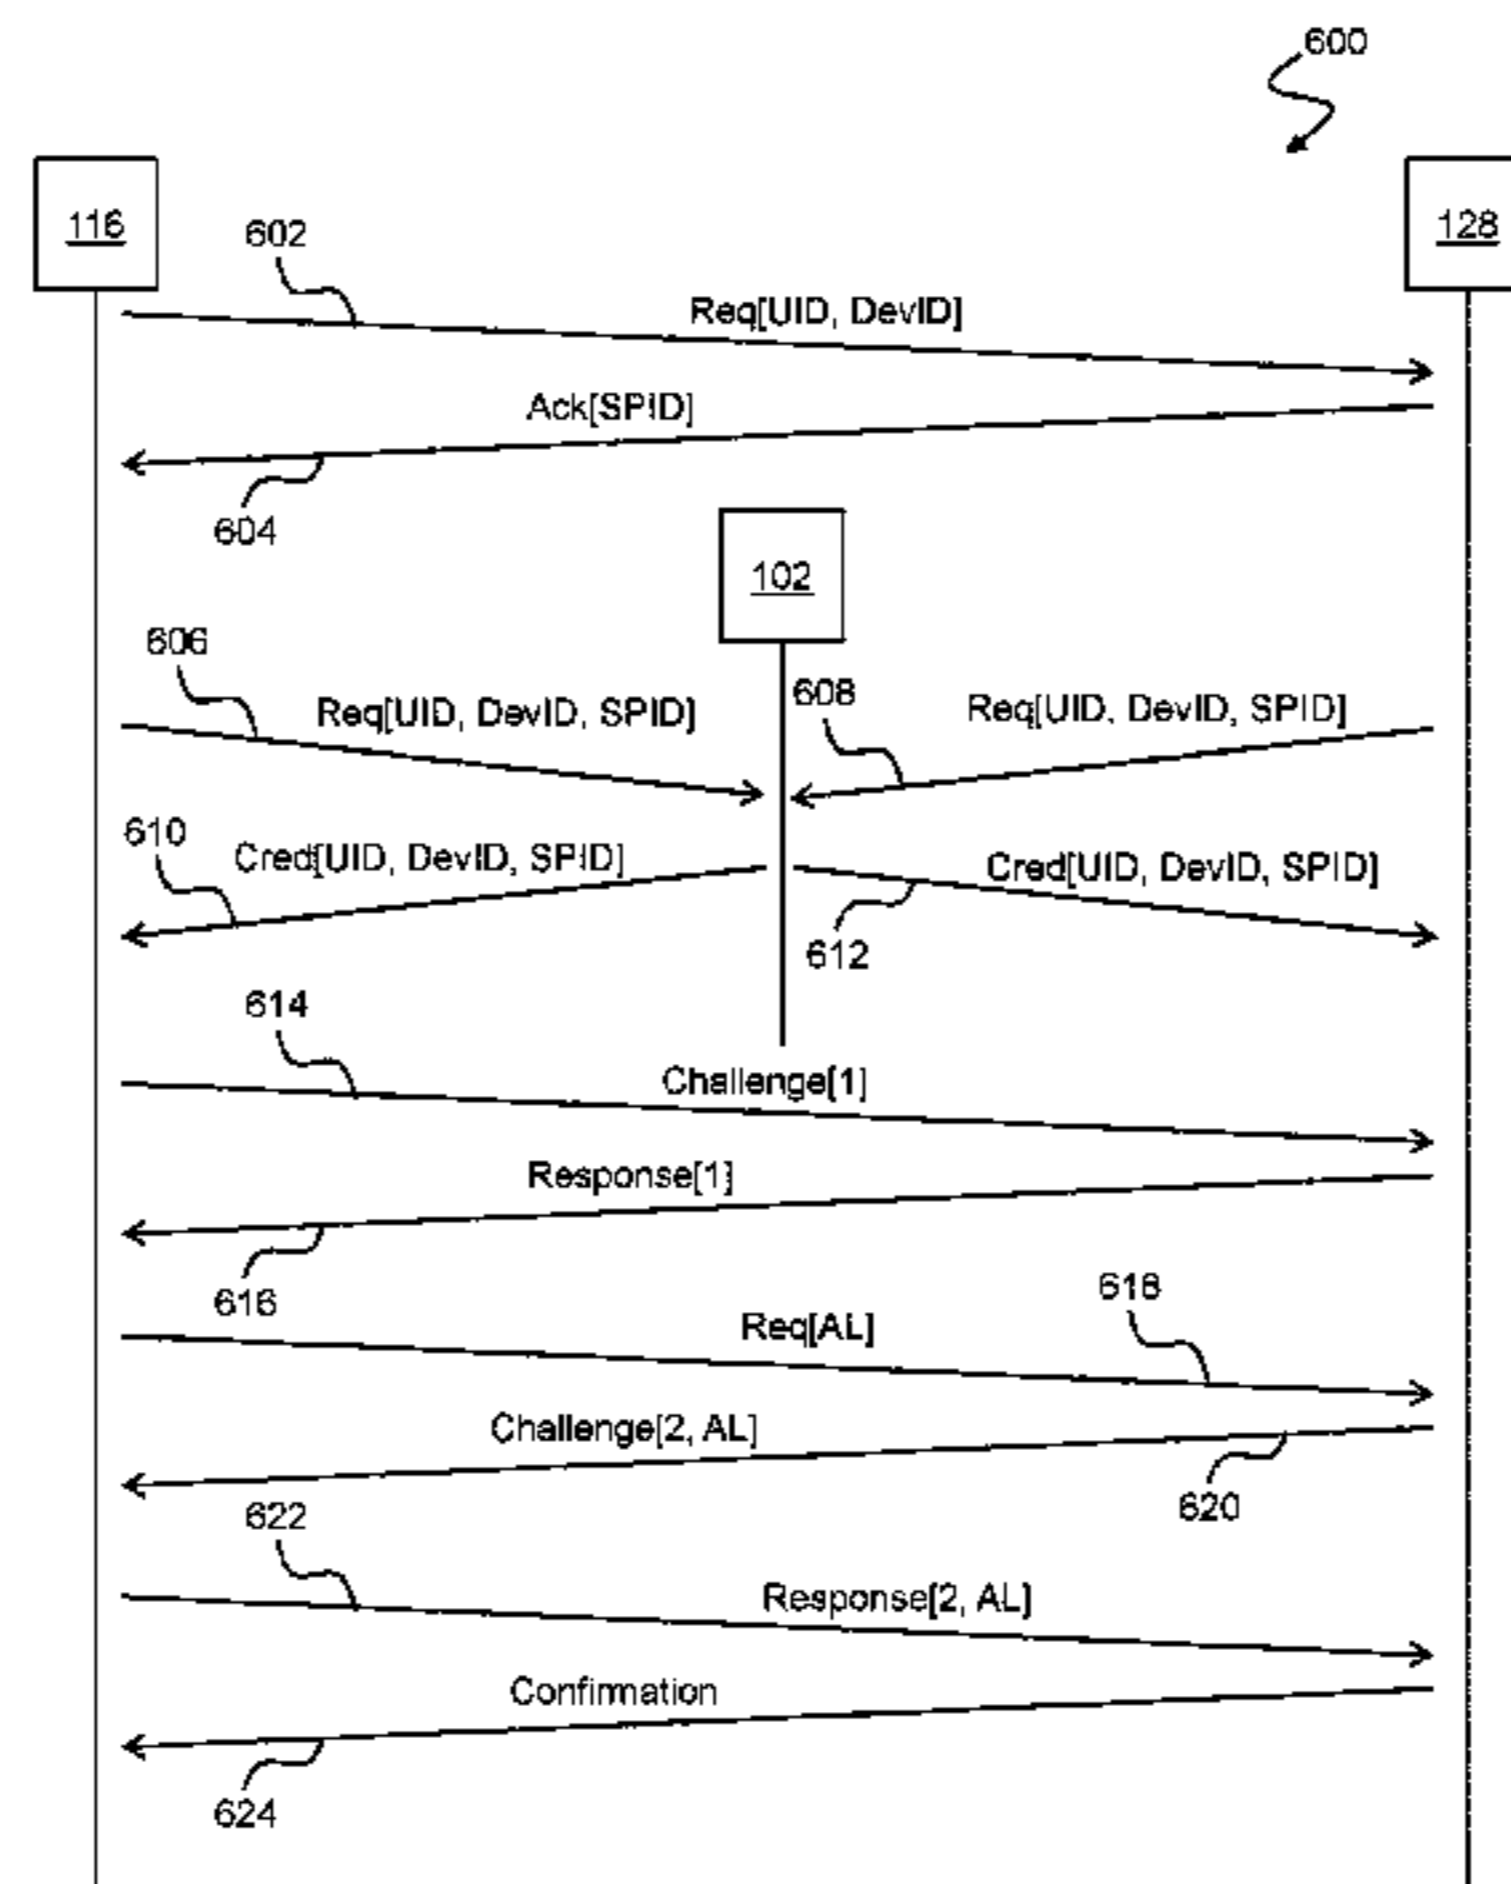 600
116
128
602
Req[UID, DevID]
Ack[SPID]
604
102
606
Req[UID, DevID, SPID]
608
Req[UID, DevID, SPID]
610
Cred[UID, DevID, SPID]
Cred[UID, DevID, SPID]
612
614
Challenge[1]
Response[1]
616
618
Req[AL]
Challenge[2, AL]
620
622
Response[2, AL]
Confirmation
624